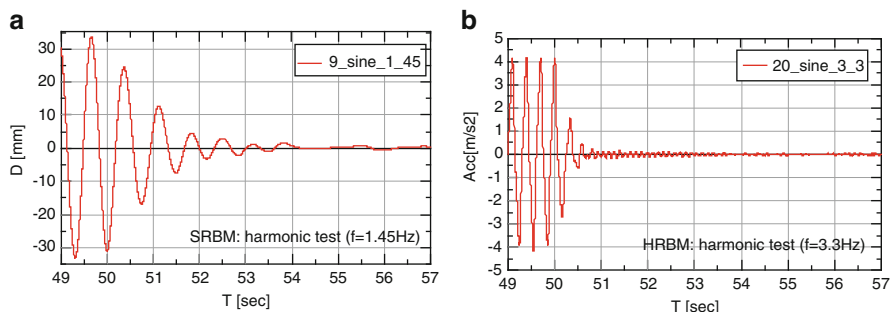 a
30
20
10
0
-10
-20
-30
D [mm]
9_sine_1_45
SRBM: harmonic test (f=1.45Hz)
49 50 51 52 53 54 55 56 57
T [sec]
b
5
4
3
2
1
0
-1
-2
-3
-4
-5
Acc[m/s2]
20_sine_3_3
HRBM: harmonic test (f=3.3Hz)
49 50 51 52 53 54 55 56 57
T [sec]